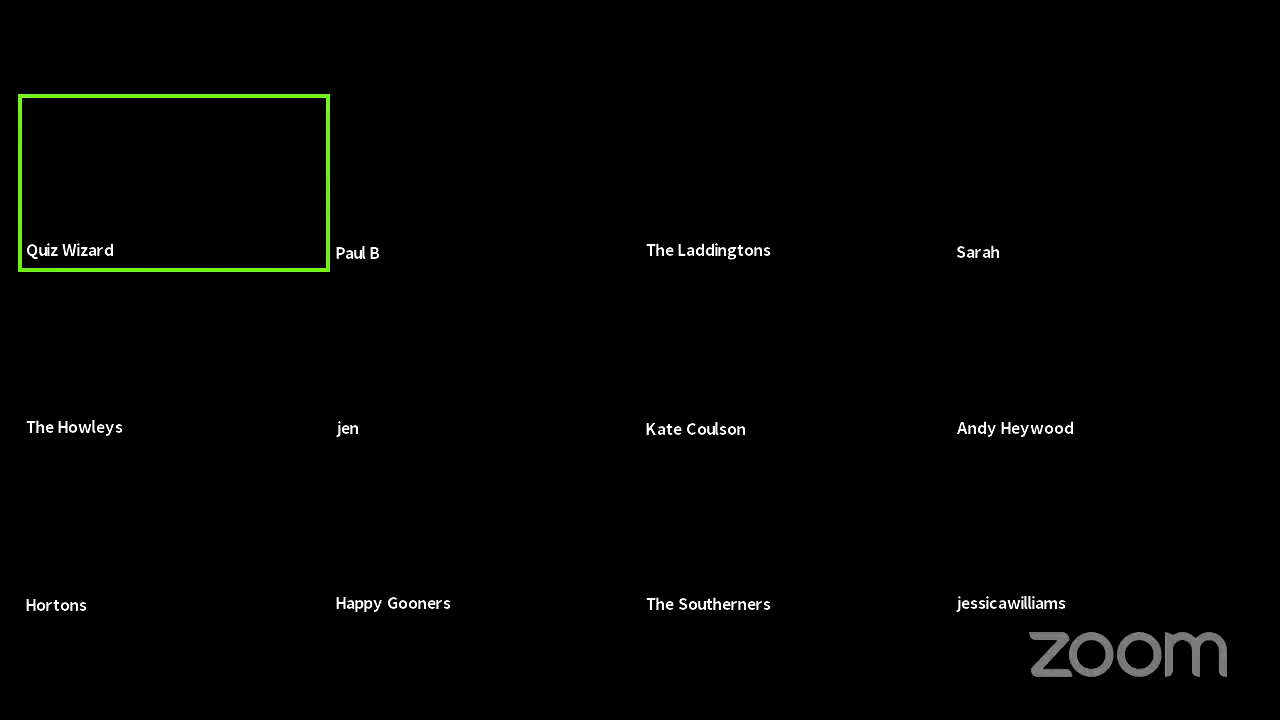 Quiz Wizard
Paul B
The Laddingtons
Sarah
The Howleys
jen
Kate Coulson
Andy Heywood
Hortons
Happy Gooners
The Southerners
jessicawilliams
zoom